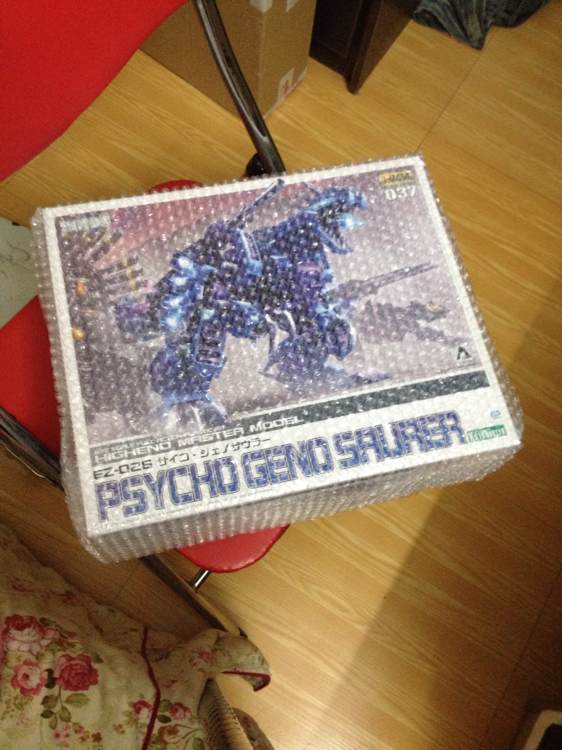 037
HIGHEND MASTER MODEL
EZ-026 サイコ・ジェノザウラー
PSYCHO GENO SAURER